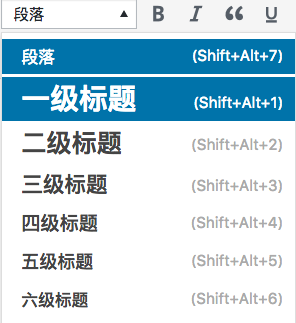 段落 ▲ B I “ U
段落 (Shift+Alt+7)
一级标题 (Shift+Alt+1)
二级标题 (Shift+Alt+2)
三级标题 (Shift+Alt+3)
四级标题 (Shift+Alt+4)
五级标题 (Shift+Alt+5)
六级标题 (Shift+Alt+6)